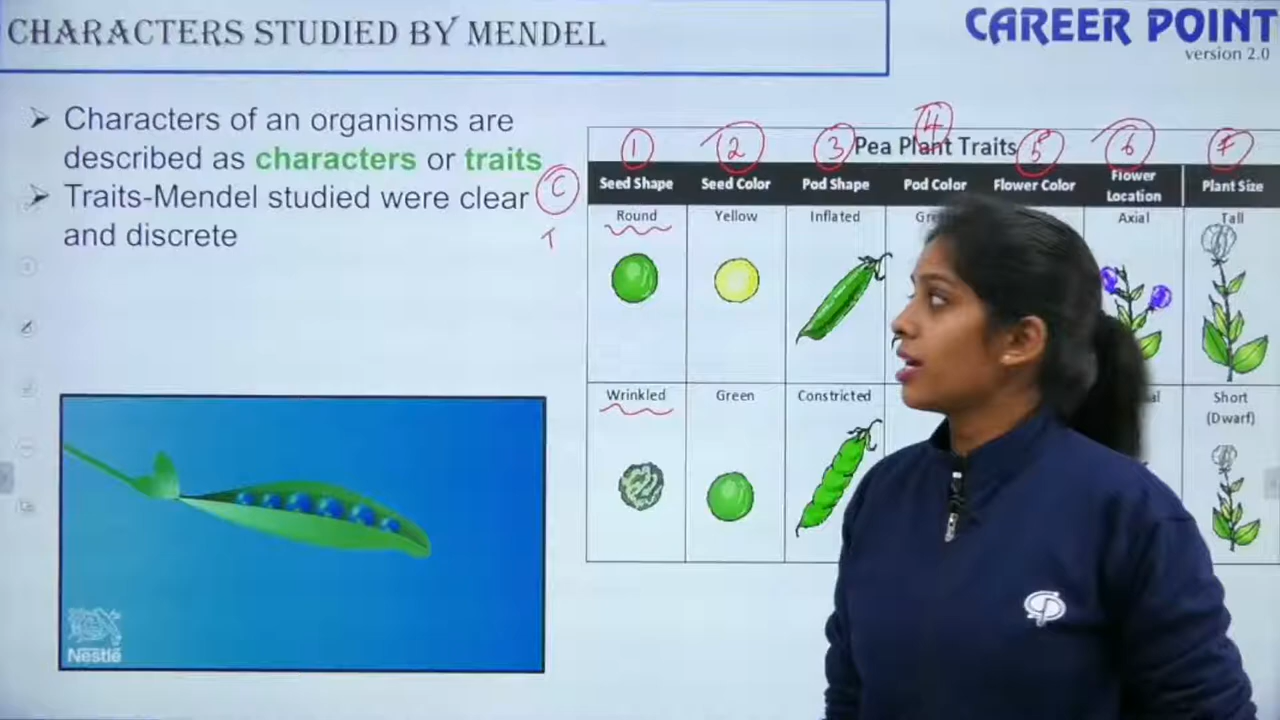 CHARACTERS STUDIED BY MENDEL
CAREER POINT
version 2.0
➢ Characters of an organisms are
described as characters or traits
➢ Traits-Mendel studied were clear
and discrete
C
T
1 2 3 4 5 6 7
Pea Plant Traits
Seed Shape Seed Color Pod Shape Pod Color Flower Color Flower Location Plant Size
Round Yellow Inflated Axial Tall
Wrinkled Green Constricted Short
(Dwarf)
Nestlé